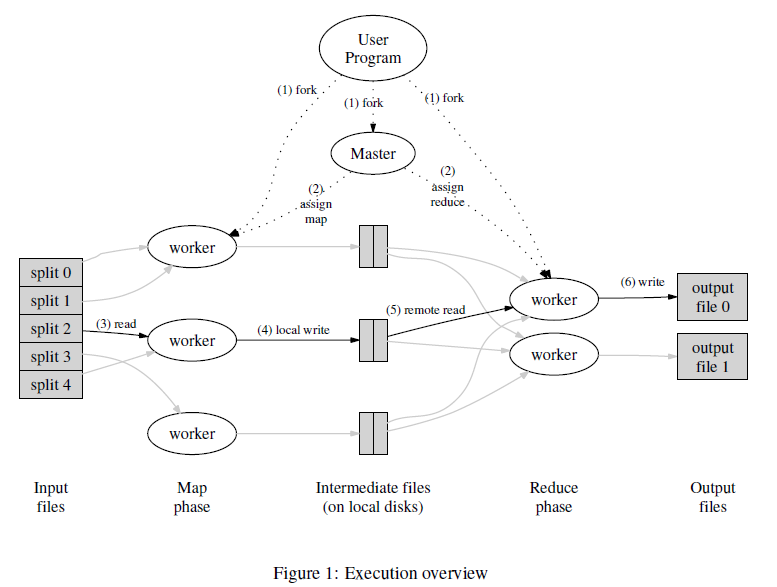 User
Program
(1) fork
(1) fork
(1) fork
Master
(2)
assign
map
(2)
assign
reduce
worker
split 0
split 1
split 2
split 3
split 4
(3) read
worker
(4) local write
(5) remote read
worker
(6) write
output
file 0
worker
output
file 1
worker
Input
files
Map
phase
Intermediate files
(on local disks)
Reduce
phase
Output
files
Figure 1: Execution overview